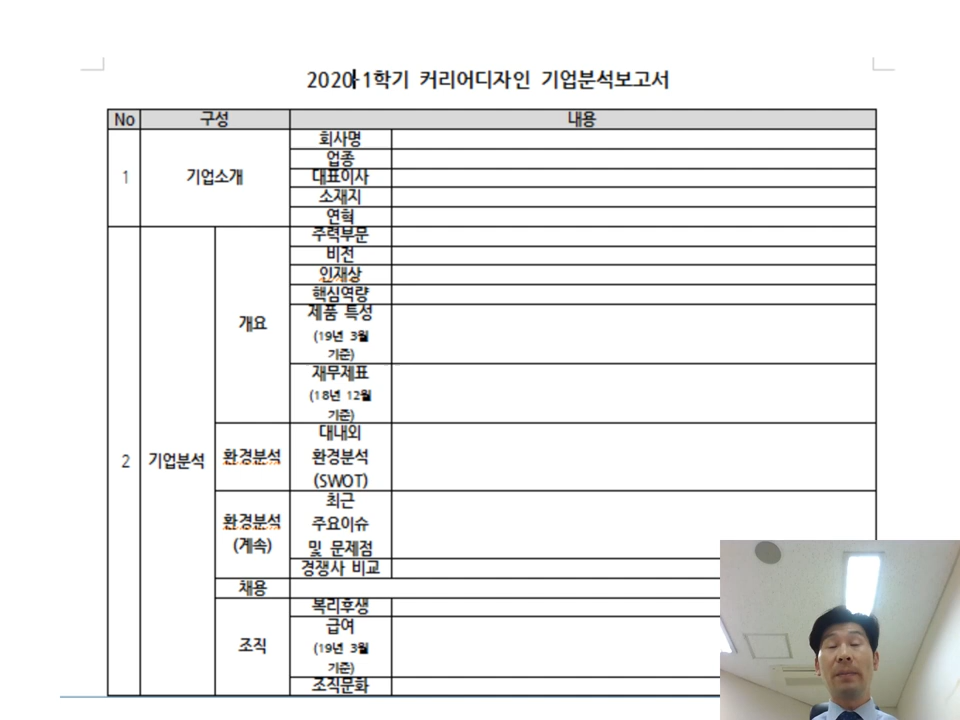 2020-1학기 커리어디자인 기업분석보고서
No 구성 내용
1 기업소개
회사명
업종
대표이사
소재지
연혁
2 기업분석
개요
주력부문
비전
인재상
핵심역량
제품 특성
(19년 3월
기준)
재무제표
(18년 12월
기준)
환경분석
대내외
환경분석
(SWOT)
환경분석
(계속)
최근
주요이슈
및 문제점
경쟁사 비교
채용
조직
복리후생
급여
(19년 3월
기준)
조직문화